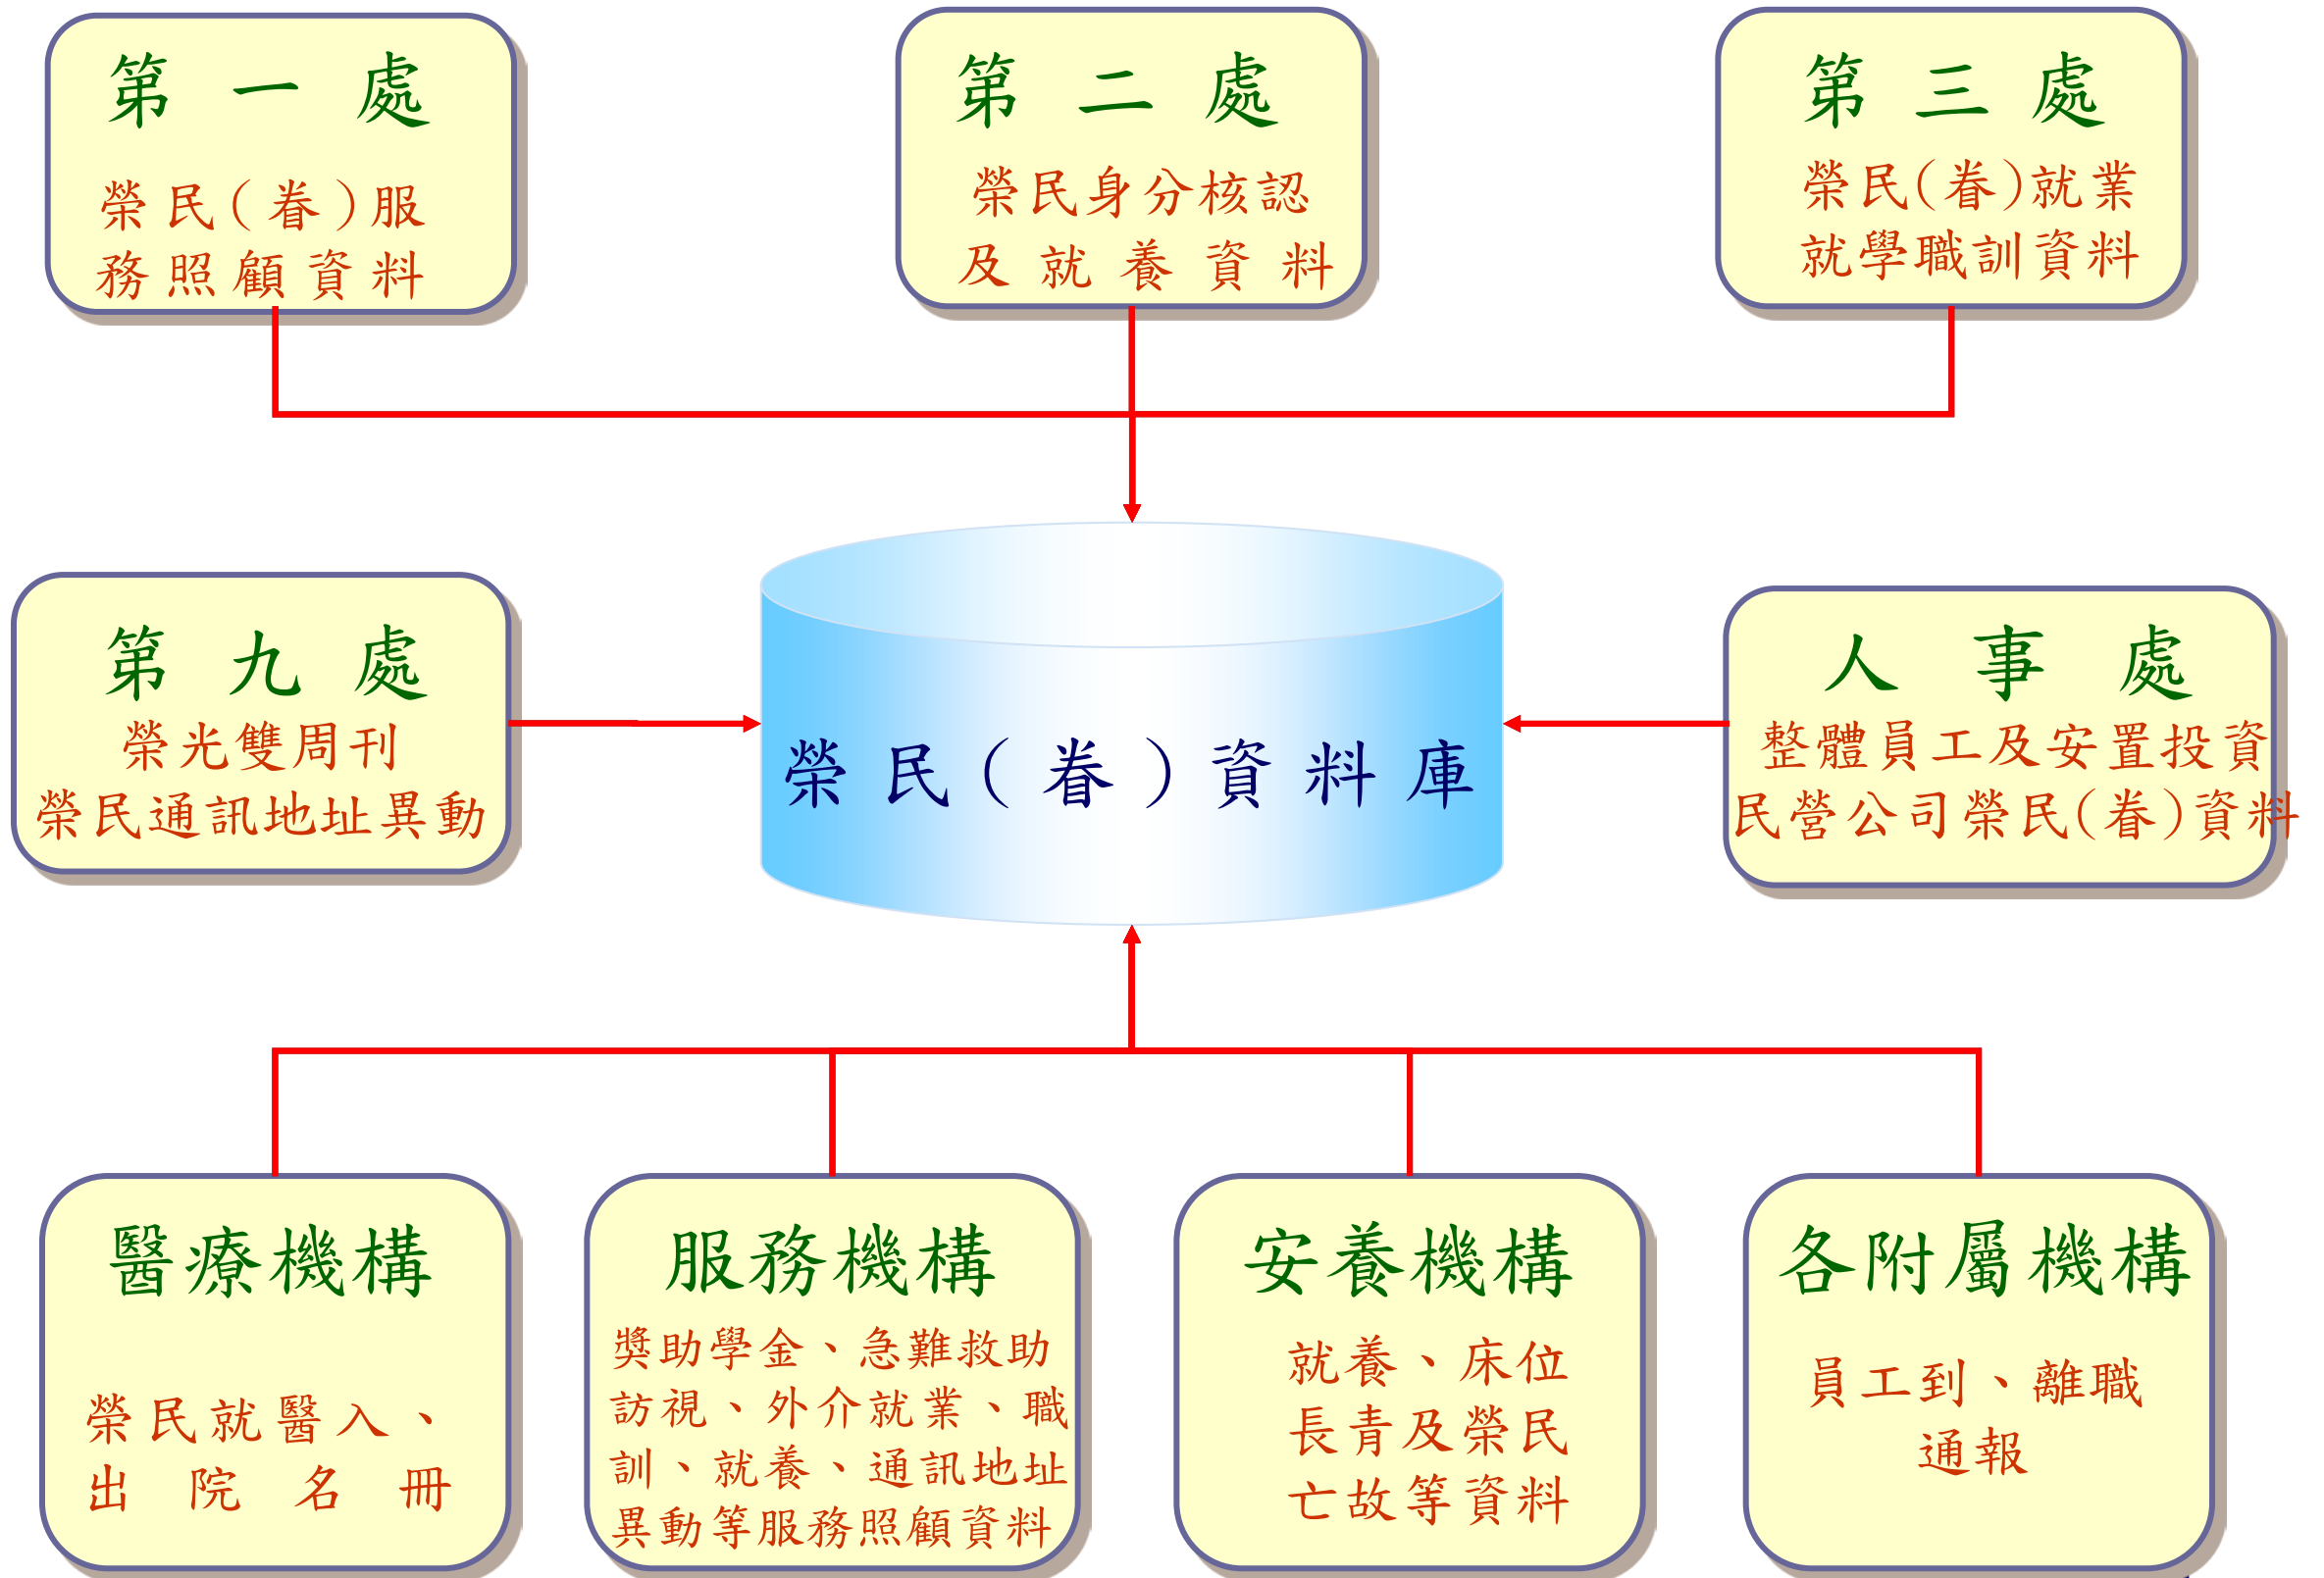 第一處
榮民(眷)服
務照顧資料
第二處
榮民身分核認
及就養資料
第三處
榮民(眷)就業
就學職訓資料
第九處
榮光雙周刊
榮民通訊地址異動
榮民(眷)資料庫
人事處
整體員工及安置投資
民營公司榮民(眷)資料
醫療機構
榮民就醫入、
出院名冊
服務機構
獎助學金、急難救助
訪視、外介就業、職
訓、就養、通訊地址
異動等服務照顧資料
安養機構
就養、床位
長青及榮民
亡故等資料
各附屬機構
員工到、離職
通報